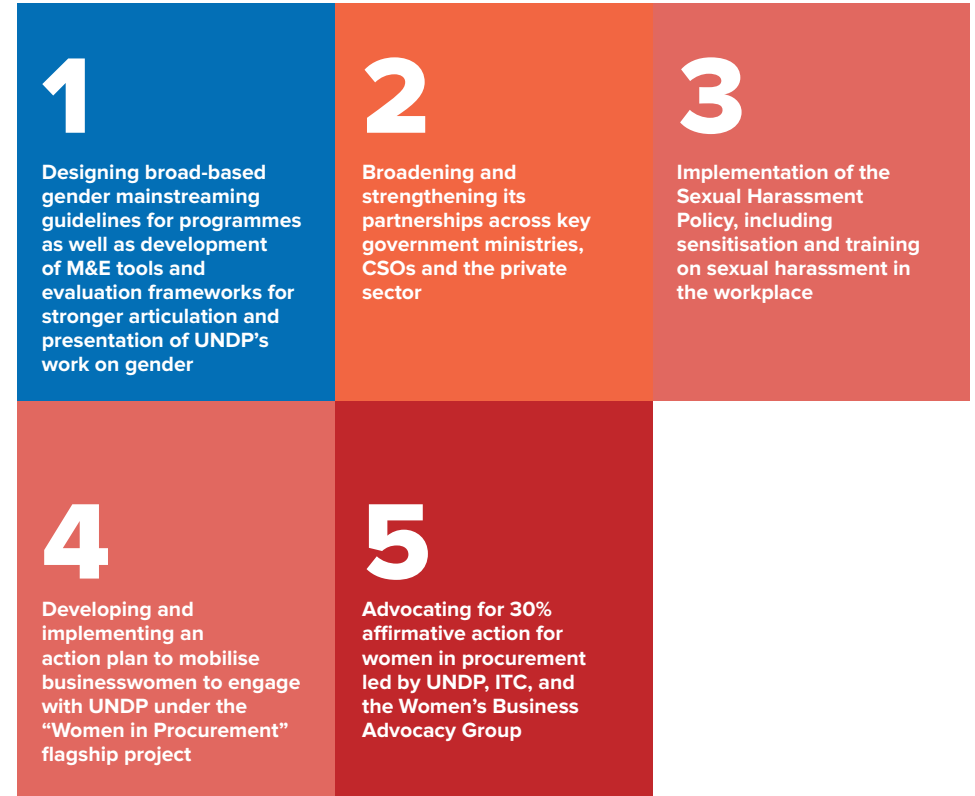 1
Designing broad-based
gender mainstreaming
guidelines for programmes
as well as development
of M&E tools and
evaluation frameworks for
stronger articulation and
presentation of UNDP’s
work on gender
2
Broadening and
strengthening its
partnerships across key
government ministries,
CSOs and the private
sector
3
Implementation of the
Sexual Harassment
Policy, including
sensitisation and training
on sexual harassment in
the workplace
4
Developing and
implementing an
action plan to mobilise
businesswomen to engage
with UNDP under the
“Women in Procurement”
flagship project
5
Advocating for 30%
affirmative action for
women in procurement
led by UNDP, ITC, and
the Women’s Business
Advocacy Group